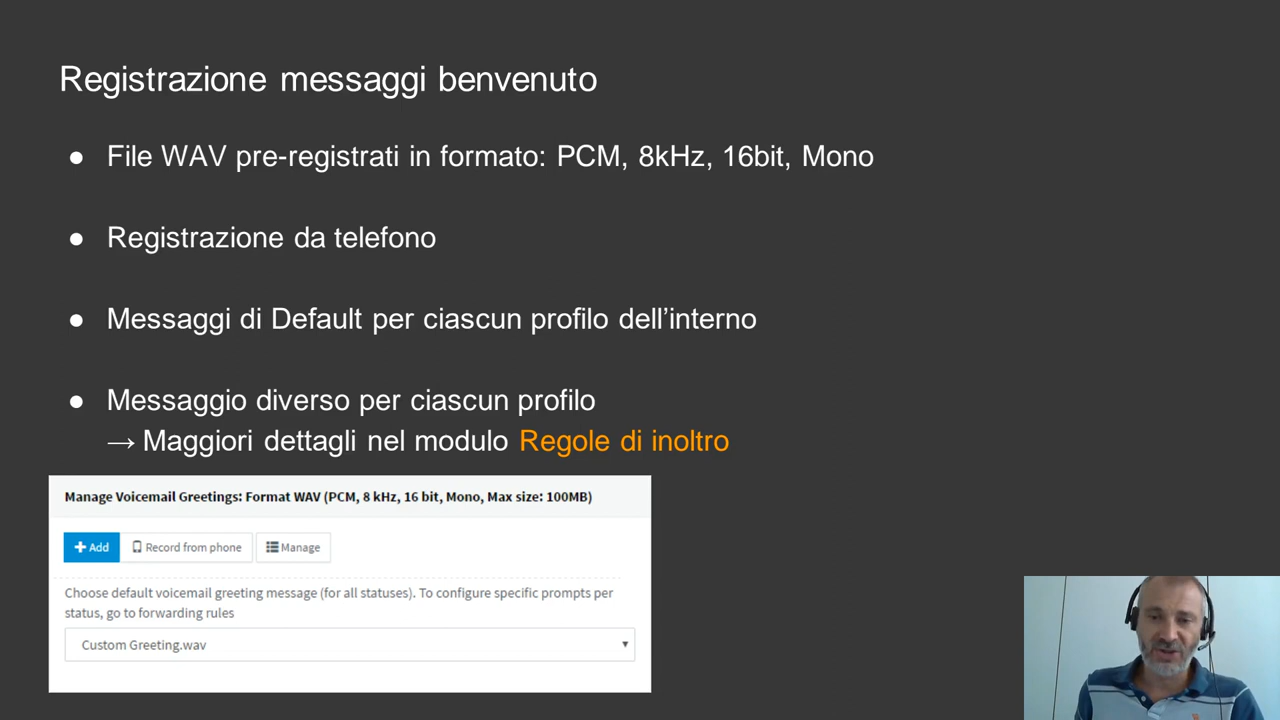 Registrazione messaggi benvenuto
● File WAV pre-registrati in formato: PCM, 8kHz, 16bit, Mono
● Registrazione da telefono
● Messaggi di Default per ciascun profilo dell’interno
● Messaggio diverso per ciascun profilo
→ Maggiori dettagli nel modulo Regole di inoltro
Manage Voicemail Greetings: Format WAV (PCM, 8 kHz, 16 bit, Mono, Max size: 100MB)
Add Record from phone Manage
Choose default voicemail greeting message (for all statuses). To configure specific prompts per
status, go to forwarding rules
Custom Greeting.wav